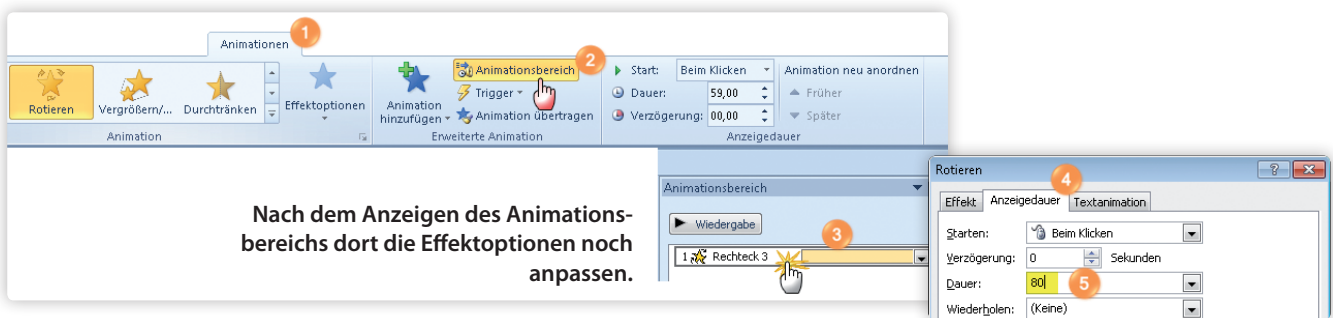 Animationen 1
Rotieren Vergrößern/... Durchtränken Effektoptionen
Animation
Animation hinzufügen
2
Animationsbereich
Trigger
Animation übertragen
Erweiterte Animation
Start: Beim Klicken
Dauer: 59,00
Verzögerung: 00,00
Anzeigedauer
Animation neu anordnen
Früher
Später
Nach dem Anzeigen des Animations-
bereichs dort die Effektoptionen noch
anpassen.
Animationsbereich
Wiedergabe
3
1 Rechteck 3
Rotieren
4
Effekt Anzeigedauer Textanimation
Starten: Beim Klicken
Verzögerung: 0 Sekunden
Dauer: 80 5
Wiederholen: (Keine)